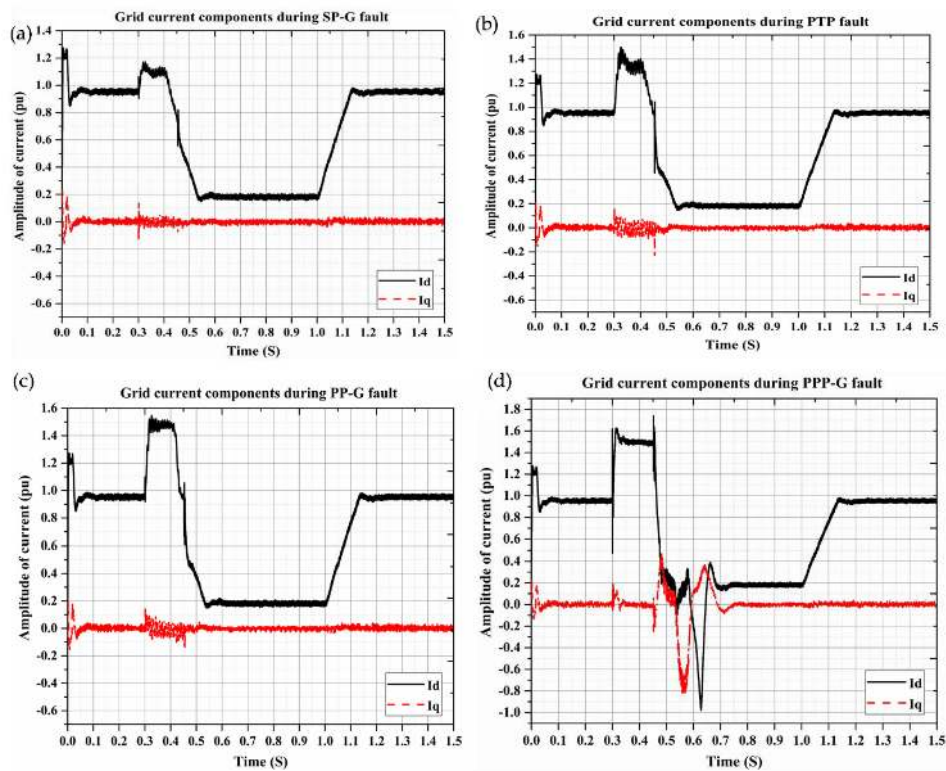 (a)
Grid current components during SP-G fault
Amplitude of current (pu)
1.4
1.2
1.0
0.8
0.6
0.4
0.2
0.0
-0.2
-0.4
-0.6
Id
Iq
0.0 0.1 0.2 0.3 0.4 0.5 0.6 0.7 0.8 0.9 1.0 1.1 1.2 1.3 1.4 1.5
Time (S)
(b)
Grid current components during PTP fault
Amplitude of current (pu)
1.6
1.4
1.2
1.0
0.8
0.6
0.4
0.2
0.0
-0.2
-0.4
-0.6
Id
Iq
0.0 0.1 0.2 0.3 0.4 0.5 0.6 0.7 0.8 0.9 1.0 1.1 1.2 1.3 1.4 1.5
Time (S)
(c)
Grid current components during PP-G fault
Amplitude of current (pu)
1.6
1.4
1.2
1.0
0.8
0.6
0.4
0.2
0.0
-0.2
-0.4
-0.6
Id
Iq
0.0 0.1 0.2 0.3 0.4 0.5 0.6 0.7 0.8 0.9 1.0 1.1 1.2 1.3 1.4 1.5
Time (S)
(d)
Grid current components during PPP-G fault
Amplitude of current (pu)
1.8
1.6
1.4
1.2
1.0
0.8
0.6
0.4
0.2
0.0
-0.2
-0.4
-0.6
-0.8
-1.0
Id
Iq
0.0 0.1 0.2 0.3 0.4 0.5 0.6 0.7 0.8 0.9 1.0 1.1 1.2 1.3 1.4 1.5
Time (S)